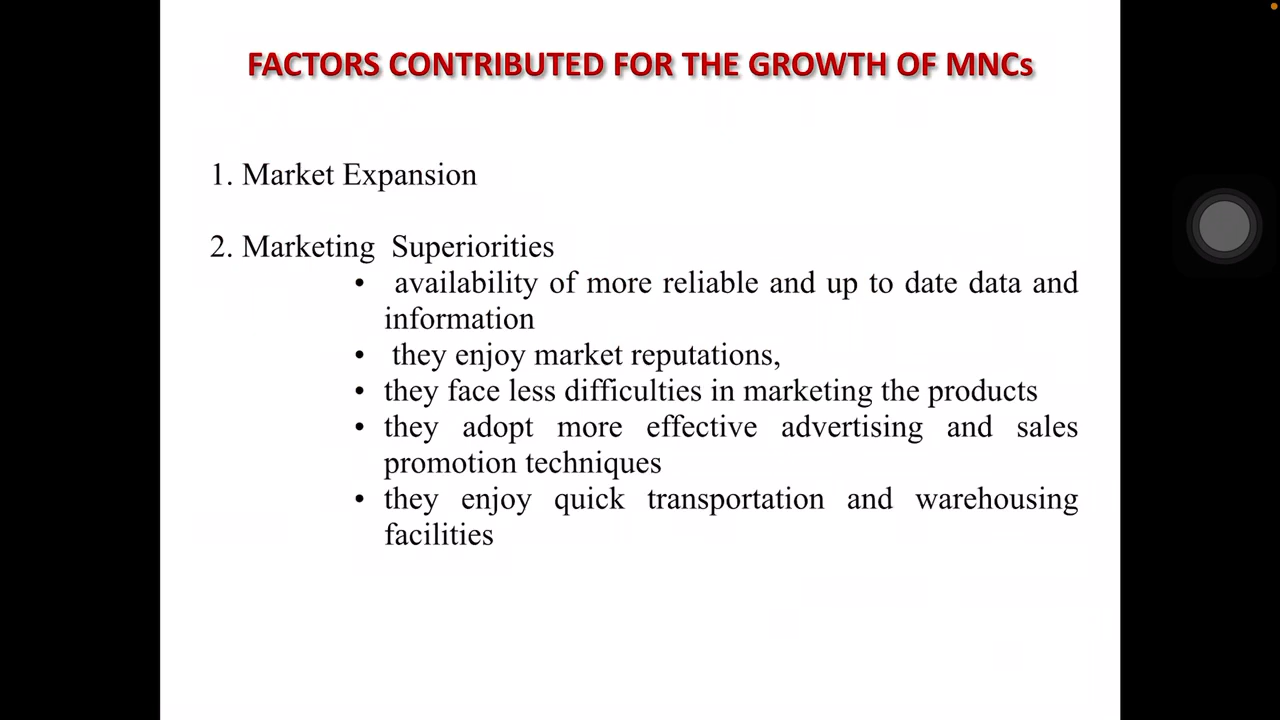 FACTORS CONTRIBUTED FOR THE GROWTH OF MNCs
1. Market Expansion
2. Marketing Superiorities
• availability of more reliable and up to date data and
information
• they enjoy market reputations,
• they face less difficulties in marketing the products
• they adopt more effective advertising and sales
promotion techniques
• they enjoy quick transportation and warehousing
facilities